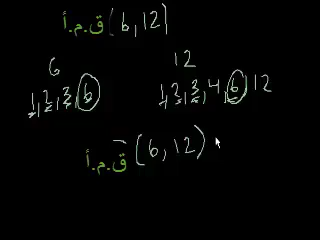 ق.م.أ (6, 12)
6 12
1, 2, 3, 6 1, 2, 3, 4, 6, 12
ق.م.أ (6, 12)